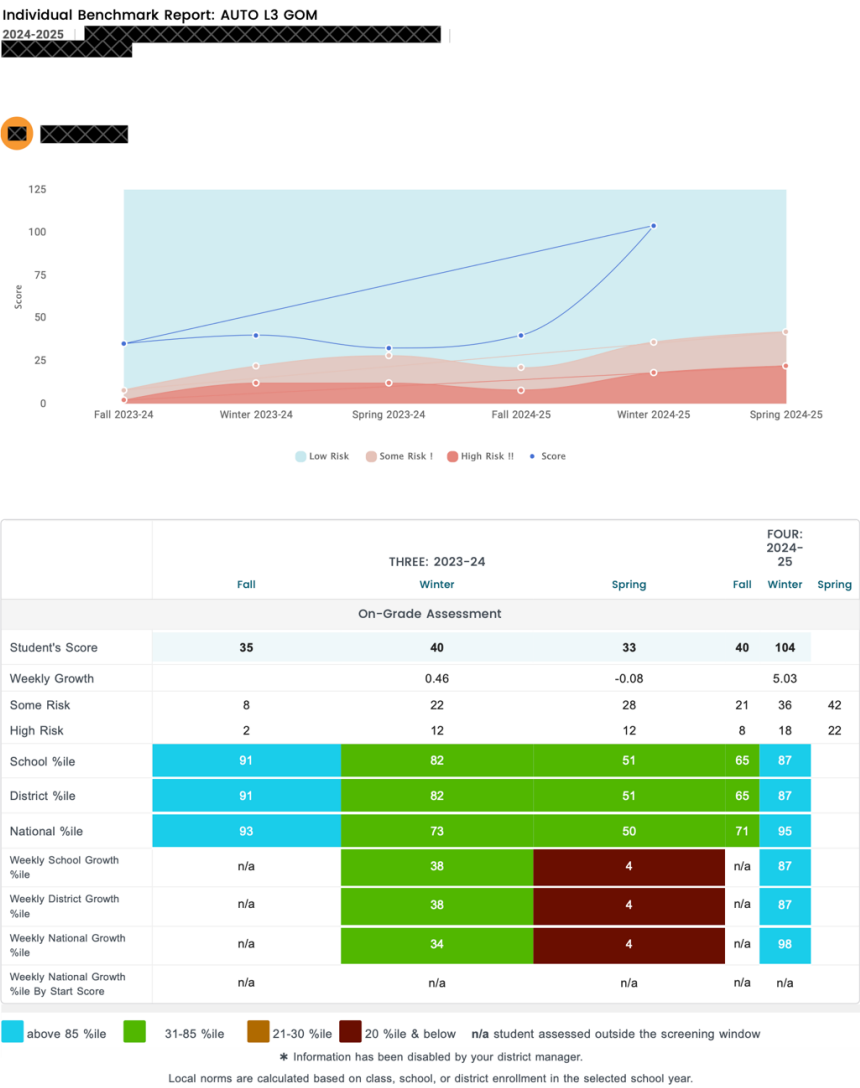 Individual Benchmark Report: AUTO L3 GOM
2024-2025
125
100
75
50
25
0
Score
Fall 2023-24 Winter 2023-24 Spring 2023-24 Fall 2024-25 Winter 2024-25 Spring 2024-25
Low Risk Some Risk ! High Risk !! Score
THREE: 2023-24 FOUR: 2024-25
Fall Winter Spring Fall Winter Spring
On-Grade Assessment
Student's Score 35 40 33 40 104
Weekly Growth 0.46 -0.08 5.03
Some Risk 8 22 28 21 36 42
High Risk 2 12 12 8 18 22
School %ile 91 82 51 65 87
District %ile 91 82 51 65 87
National %ile 93 73 50 71 95
Weekly School Growth %ile n/a 38 4 n/a 87
Weekly District Growth %ile n/a 38 4 n/a 87
Weekly National Growth %ile n/a 34 4 n/a 98
Weekly National Growth %ile By Start Score n/a n/a n/a n/a n/a
above 85 %ile 31-85 %ile 21-30 %ile 20 %ile & below n/a student assessed outside the screening window
✱ Information has been disabled by your district manager.
Local norms are calculated based on class, school, or district enrollment in the selected school year.